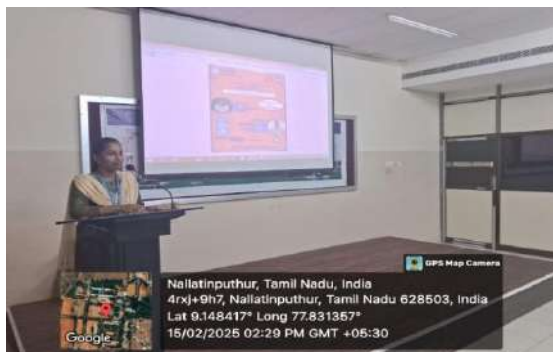 GPS Map Camera
Nallatinputhur, Tamil Nadu, India
4rxj+9h7, Nallatinputhur, Tamil Nadu 628503, India
Lat 9.148417° Long 77.831357°
15/02/2025 02:29 PM GMT +05:30
Google